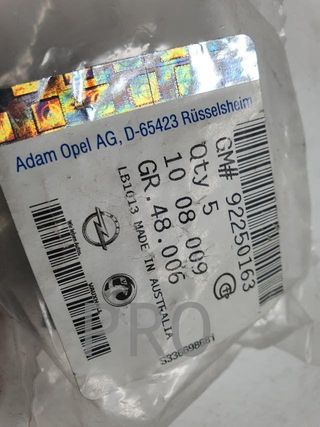 Adam Opel AG, D-65423 Rüsselsheim
GM# 92250163
Qty 5
10 08 009
GR.48.006
LB1013 MADE IN AUSTRALIA
PRO